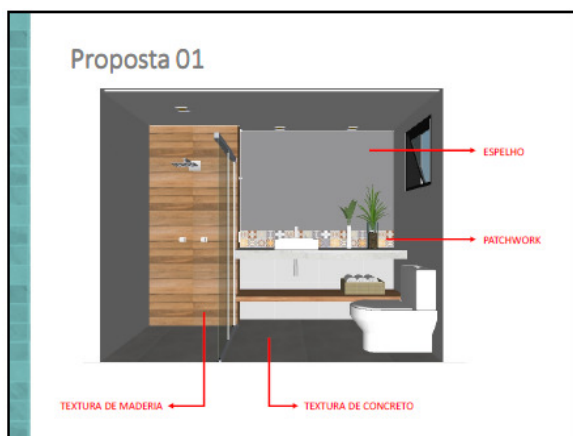 Proposta 01
ESPELHO
PATCHWORK
TEXTURA DE MADERIA
TEXTURA DE CONCRETO